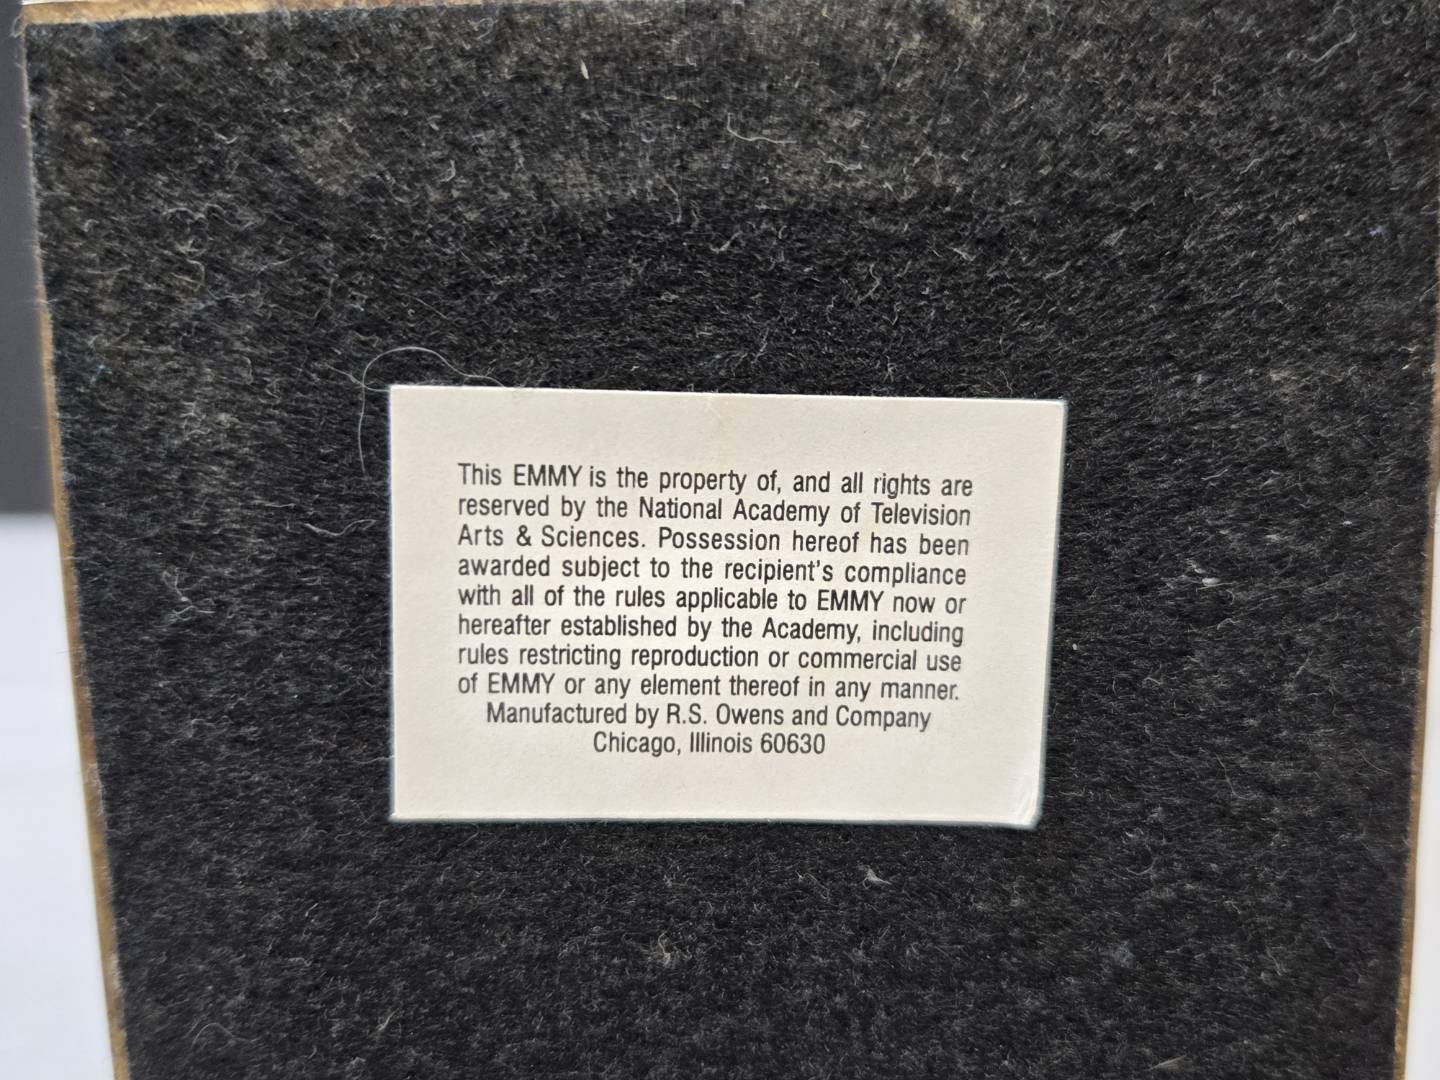 This EMMY is the property of, and all rights are
reserved by the National Academy of Television
Arts & Sciences. Possession hereof has been
awarded subject to the recipient's compliance
with all of the rules applicable to EMMY now or
hereafter established by the Academy, including
rules restricting reproduction or commercial use
of EMMY or any element thereof in any manner.
Manufactured by R.S. Owens and Company
Chicago, Illinois 60630